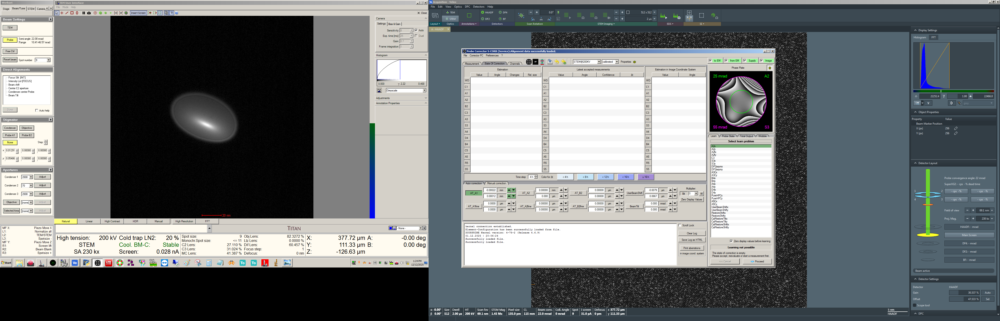 Workset
Stage Beam/Tune STEM Camera
Beam Settings
TEM
Probe Semi-angle 22.00 mrad
Range 10.41-46.57 mrad
Free Ctrl
Reset beam Spot number 9
Direct Alignments
Focus Slit [INT]
Intensity List [FOCUS]
Beam shift
Center C2 aperture
Condenser center Probe
Beam Tilt
Done Auto help
Stigmator
Condenser Objective
Probe A1 Probe B2
None Step:
x 0.01291 0.00000 0.00000
y 0.05486 0.00000 0.00000
Apertures
Condenser 1 2000 Adjust
Condenser 2 70 Adjust
Condenser 3 2000 Adjust
Objective [none] Adjust
Selected Area [none] Adjust
MF X: Piezo Move X
L1: Normalize all
L2: TEM/STEM
L3: Spotsize -
MF Y: Piezo Move Z
R1: Screen lift
R2: Beam Blank
R3: Spotsize +
TEM User Interface
File Mode Help
Insert Screen Close
Camera
Settings Bias & Gain
Sensitivity: Auto
Exp. time [ms]: 25 Dual
Gain: 0.7
Frame integration: 1
Histogram
0.000 γ: 2.22 0.468
Greyscale
Adjustments
Annotation Properties
20 nm
Natural Linear High Contrast HDR Manual High Resolution FFT
TITAN - None -
High tension: 200 kV Cold trap LN2: 20 %
STEM Cool. BM-C: Stable
SA 230 kx Screen: 0.028 nA
Spot size: 9 Obj Lens: 82.3272 %
Monochr.Spot size: <= 11 Ltz Lens: 0.0000 %
C2 Lens: 27.110 % Dif Lens: 60.457 %
C3 Lens: 31.024 % Focus step: 1
MC Lens: 41.387 % Defocus: 0 nm
X: 377.72 µm A: -0.00 deg
Y: 111.33 µm B: 0.00 deg
Z: -126.63 µm
Start Ve To To 1:24 PM
12/12/2025
Ve Acquisition - Velox
File Edit View Optics DPC Detectors Help
TEM HAADF DF4 0.0° 512 x 512
STEM DF2 BF 2 µs
Layout Optics Annotations Detectors Scan Rotation STEM Imaging EDS SI
A : HAADF
Probe Corrector S-CORR (Service)::Alignment data successfully loaded.
File Corrector PC Preferences ?
Measurement State Of Correction Channels STEM@200KV calibrated Properties to EM from EM Supply Image
Estimation Latest accepted measurements Estimation in Image Coordinate System
Value Angle Changes Rel. size Value Angle Confidence Δt Value Angle
WD WD WD
C1 C1 C1
A1 A1 A1
A2 A2 A2
B2 B2 B2
C3 C3 C3
A3 A3 A3
S3 S3 S3
A4 A4 A4
D4 D4 D4
B4 B4 B4
C5 C5 C5
A5 A5 A5
R5 R5 R5
S5 S5 S5
Time step 4 h Color for Δt < 4 h < 8 h < 12 h < 16 h ≥ 16 h
Auto correction Manual correction
AT_A1 -0.00022 mm AT_A2 0.00000 mm AT_B2 0.00000 µm UserBeamShift -0.0079 µm Multiplier:
0.00012 mm 0.000 µm 0.00000 µm 0.0667 µm Bit 0 All
Zero Display Values
AT_A1fine 0.0000 µm AT_A2fine 0.00000 µm AT_B2fine 0.00000 µm BeamTilt 0.000 mrad
0.0000 µm 0.00000 µm 0.00000 µm 0.000 mrad
kernel connection established.
Element-Configuration has been successfully loaded from file.
DCORPRIME Kernel version: 4-75-2 (Release 4.6.9)
01.12.2025 | 20:06:24
Successfully loaded file.
Successfully loaded file.
Scroll Lock
Clear Log
Save Log as HTML
Print aberrations
in image coord. system
Phase Plate
25 mrad A2
55 mrad S3
Learn Probe State Total Output Wobble
Select learn problem
A2x
A2y
A2fx
A2fy
C3
S3x
S3y
DP2asymx
DP2asymy
A3Cx
A3Cy
B4x
B4y
A4x
A4y
D4x
D4y
PureHPCx
PureHPCy
A5Cx
A5Cy
UserBeamShiftx
UserBeamShifty
RestoreShiftx
RestoreShifty
CalRestoreTiltx
CalRestoreTilty
CalRestoreShiftx
CalRestoreShifty
Zero display values before learning
Learning not possible
The state of correction is empty.
Please accept, reevaluate or start a measurement first.
Cancel Proceed
Display Settings
Histogram FFT
22252.4 γ 1.00 22466.0
V gray
Object Properties
Property Value
Beam Marker Position
X (px) 256
Y (px) 256
Detector Layout
Probe convergence angle: 22 mrad
SuperXG2: - cps -% dead time
1 2 - cps -% - cps -%
4 3 - cps -% - cps -%
Field of view 69.1 nm
Proj. Mag. 230 kx
HAADF: - mrad
Main Screen
DF4: - mrad
DF2: - mrad
BF: - mrad
Beam active
Detector Settings
Detector HAADF
Gain 30.537 % Auto
Offset 47.533 % Set
Scope tool
DPC
α -0.00° Size Dwell HT Scan fov STEM Mag Pixel size CL Beam conv. Coll. Angle Spot I screen Defocus x 377.72 µm
β 0.00° 512 2.00 µs 200 kV 69.1 nm 1.45 Mx 135.0 pm 115 mm 22.0 mrad 0 mrad 9 31.0 pA 0 pm y 111.33 µm
5 nm
HAADF